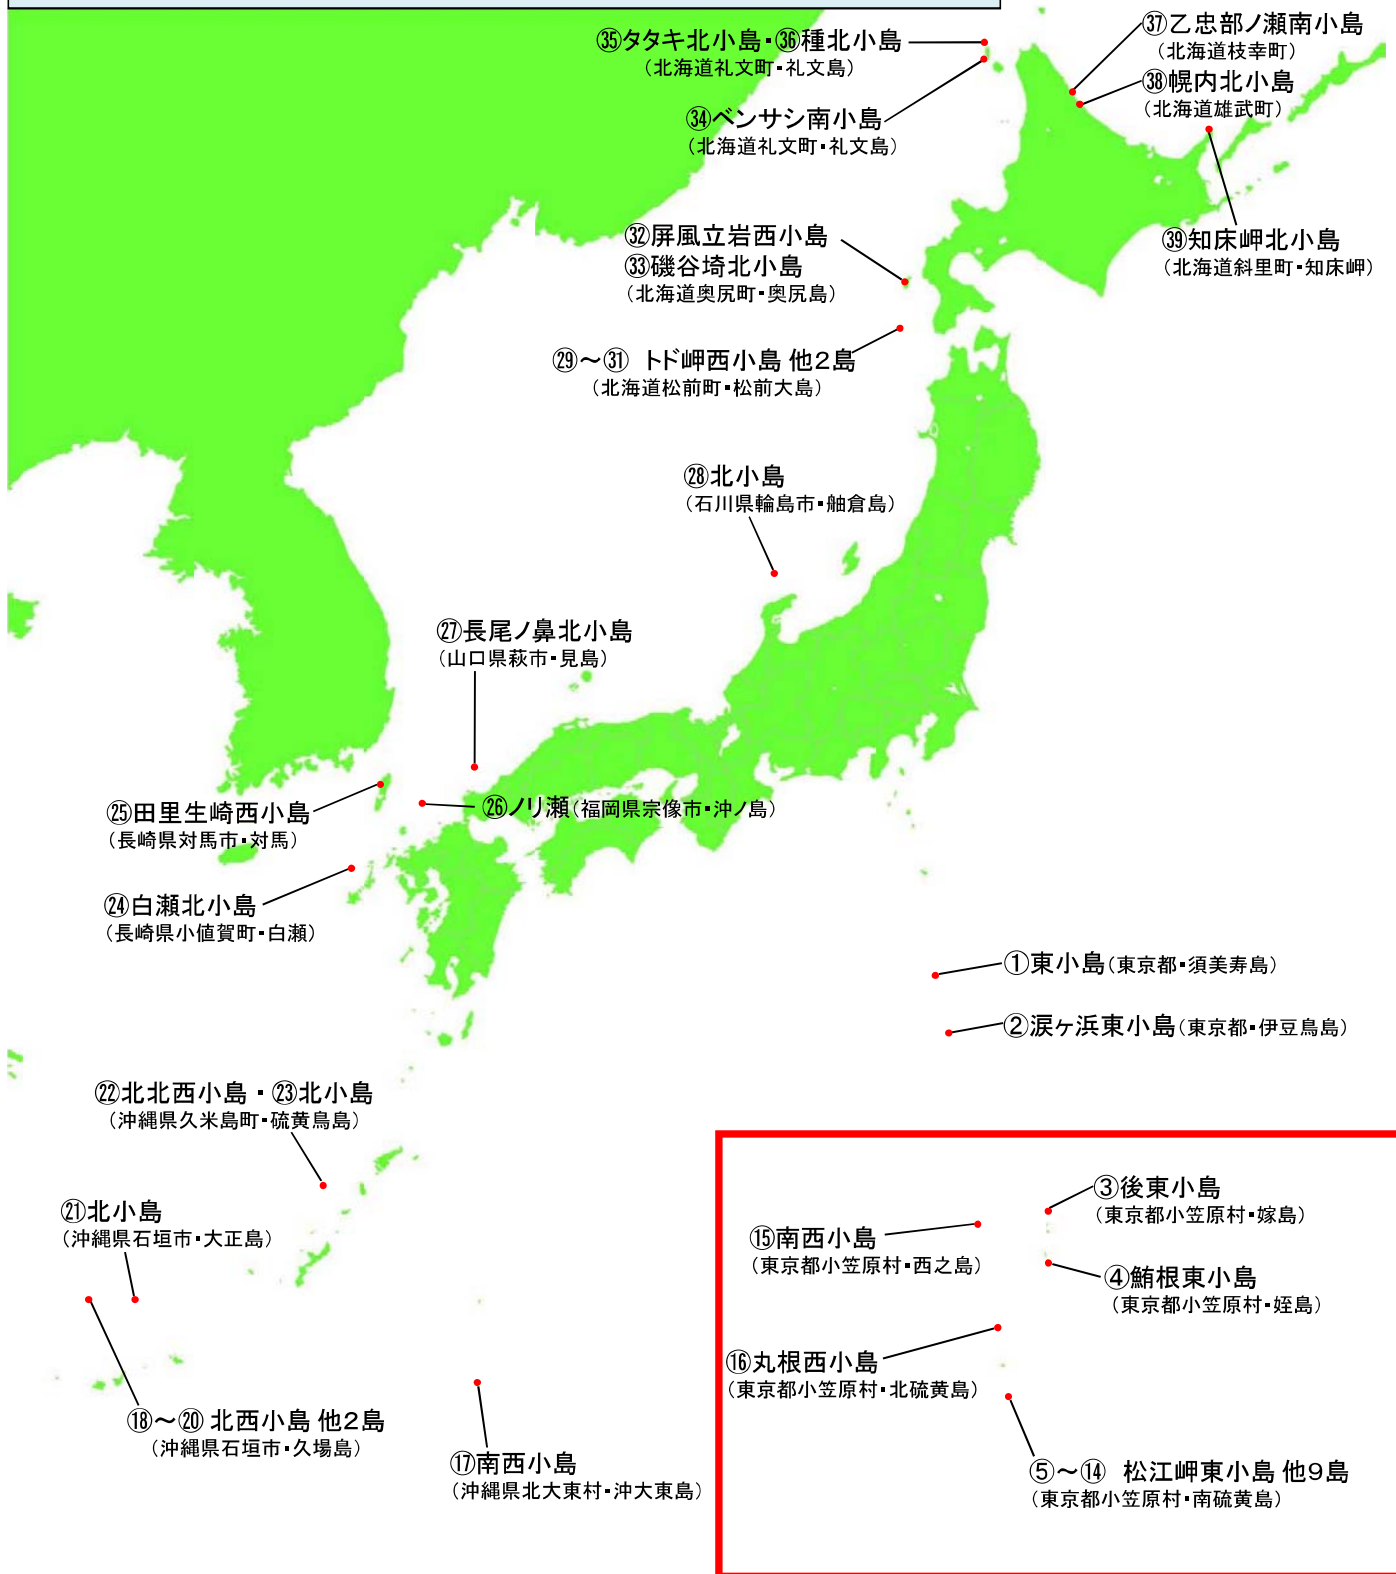 ㉟タタキ北小島・㊱種北小島
（北海道礼文町・礼文島）
㊲乙忠部ノ瀬南小島
（北海道枝幸町）
㊳幌内北小島
（北海道雄武町）
㉞ベンサシ南小島
（北海道礼文町・礼文島）
㉜屏風立岩西小島
㉝磯谷埼北小島
（北海道奥尻町・奥尻島）
㊴知床岬北小島
（北海道斜里町・知床岬）
㉙～㉛ トド岬西小島 他2島
（北海道松前町・松前大島）
㉘北小島
（石川県輪島市・舳倉島）
㉗長尾ノ鼻北小島
（山口県萩市・見島）
㉖ノリ瀬（福岡県宗像市・沖ノ島）
㉕田里生崎西小島
（長崎県対馬市・対馬）
㉔白瀬北小島
（長崎県小値賀町・白瀬）
①東小島（東京都・須美寿島）
②涙ヶ浜東小島（東京都・伊豆鳥島）
㉒北北西小島・㉓北小島
（沖縄県久米島町・硫黄鳥島）
㉑北小島
（沖縄県石垣市・大正島）
③後東小島
（東京都小笠原村・嫁島）
⑮南西小島
（東京都小笠原村・西之島）
④鮪根東小島
（東京都小笠原村・姪島）
⑯丸根西小島
（東京都小笠原村・北硫黄島）
⑱～⑳ 北西小島 他2島
（沖縄県石垣市・久場島）
⑰南西小島
（沖縄県北大東村・沖大東島）
⑤～⑭ 松江岬東小島 他9島
（東京都小笠原村・南硫黄島）